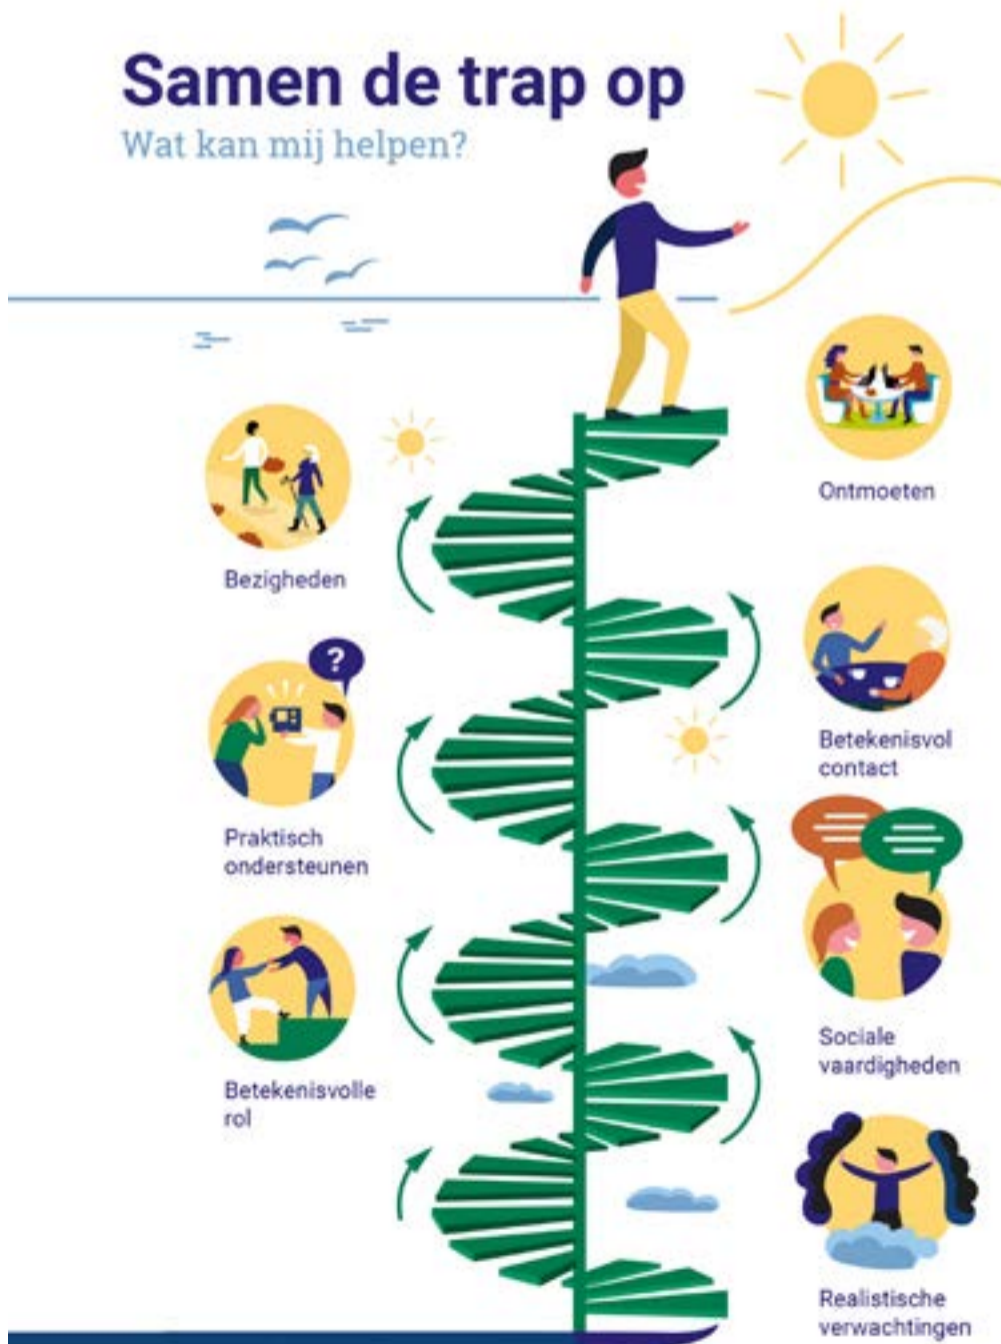 Samen de trap op
Wat kan mij helpen?
Ontmoeten
Bezigheden
?
Betekenisvol
contact
Praktisch
ondersteunen
Sociale
vaardigheden
Betekenisvolle
rol
Realistische
verwachtingen